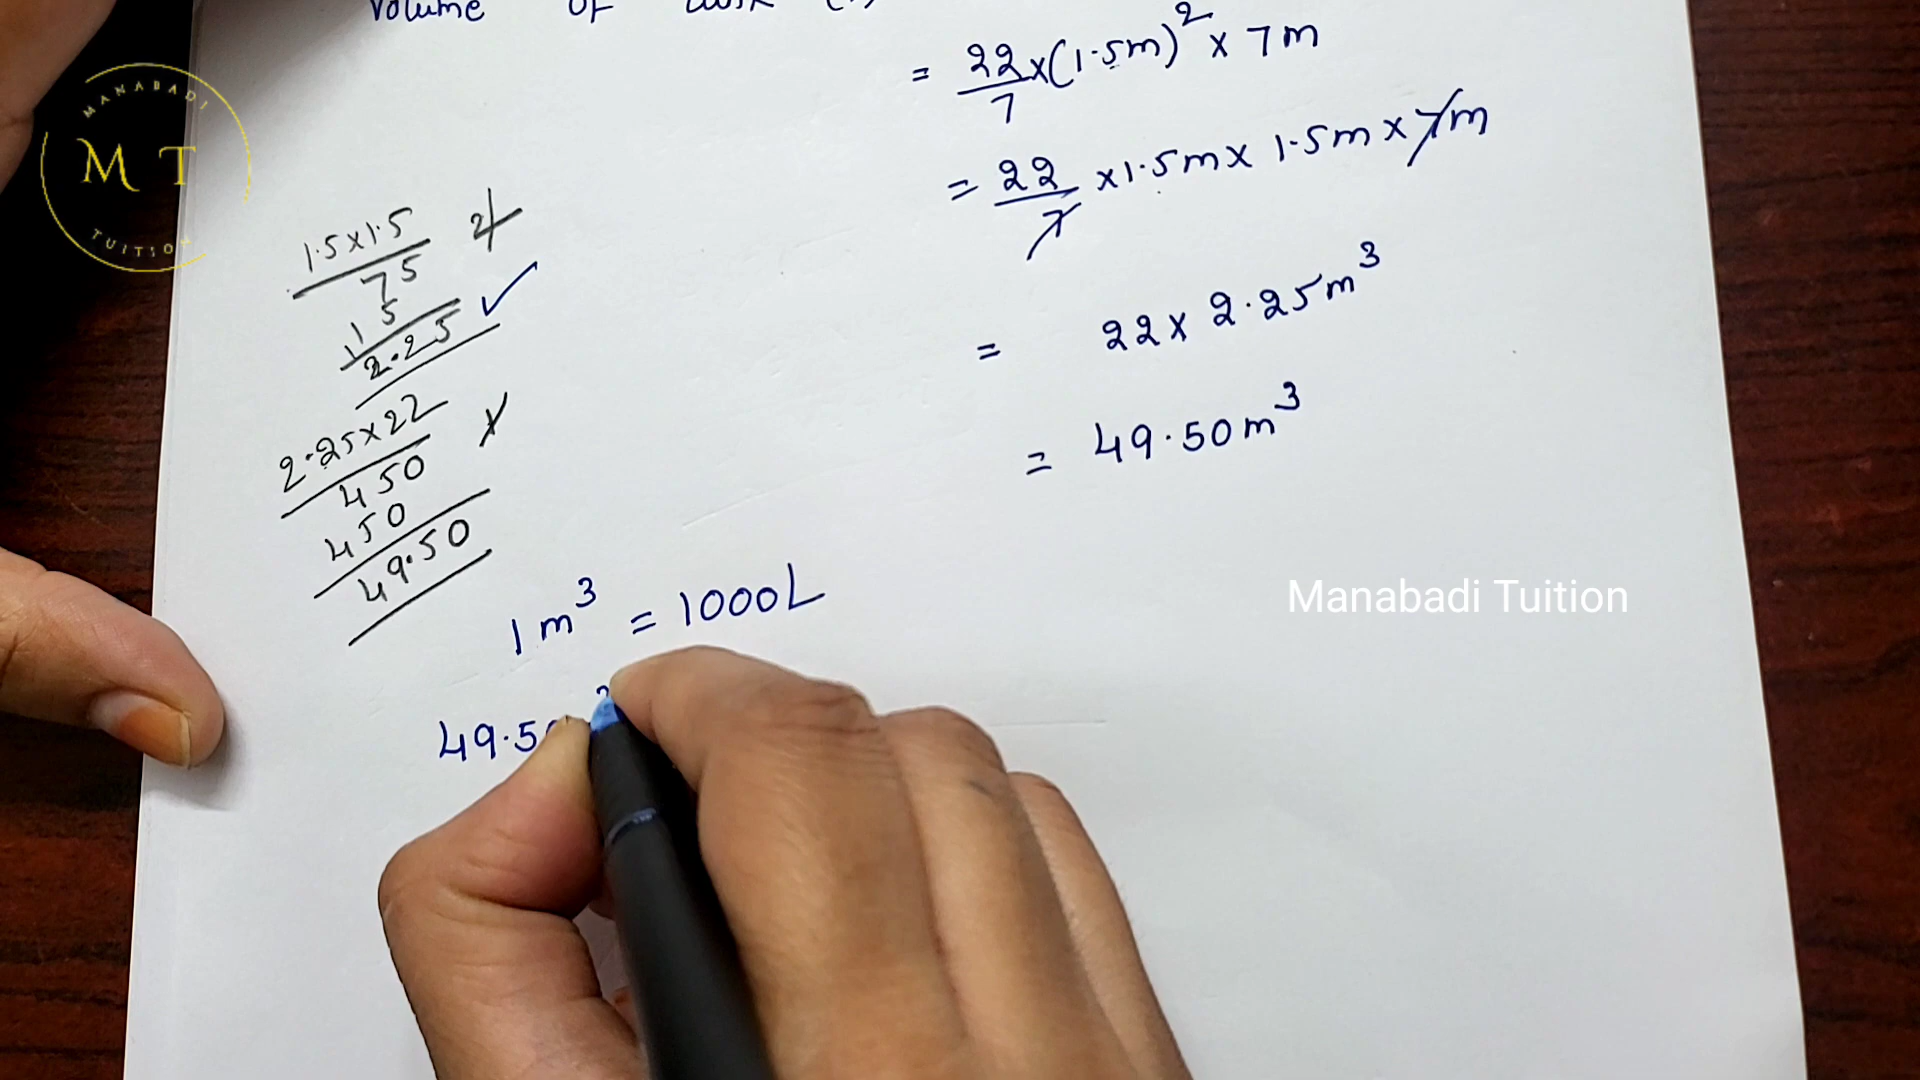 Volume of
= 22/7 x (1.5m)² x 7m
= 22/7 x 1.5m x 1.5m x 7m
= 22 x 2.25m³
= 49.50m³
MANABADI
M T
TUITION
1.5x1.5
75
15
2.25 ✓
2.25x22
450
450
49.50
1m³ = 1000L
49.5
Manabadi Tuition